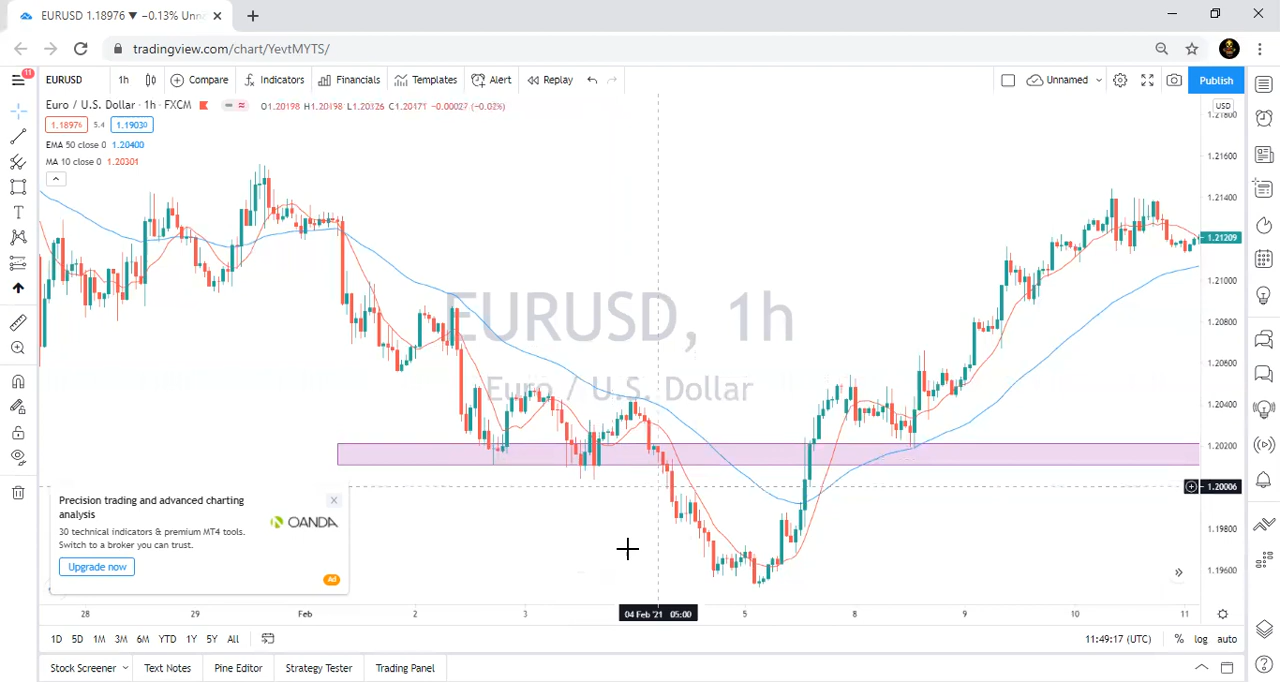 EURUSD 1.18976 ▼ −0.13% Unn
tradingview.com/chart/YevtMYTS/
11
EURUSD
1h
Compare
Indicators
Financials
Templates
Alert
Replay
Unnamed
Publish
Euro / U.S. Dollar · 1h · FXCM
O1.20198 H1.20198 L1.20126 C1.20171 −0.00027 (−0.02%)
1.18976 5.4 1.19030
EMA 50 close 0 1.20400
MA 10 close 0 1.20301
USD
1.21800
1.21600
1.21400
1.21209
1.21000
1.20800
1.20600
1.20400
1.20200
1.20006
1.19800
1.19600
EURUSD, 1h
Euro / U.S. Dollar
Precision trading and advanced charting
analysis
30 technical indicators & premium MT4 tools.
Switch to a broker you can trust.
Upgrade now
OANDA
Ad
28 29 Feb 2 3 04 Feb '21 05:00 5 8 9 10 11
1D 5D 1M 3M 6M YTD 1Y 5Y All
11:49:17 (UTC) % log auto
Stock Screener Text Notes Pine Editor Strategy Tester Trading Panel